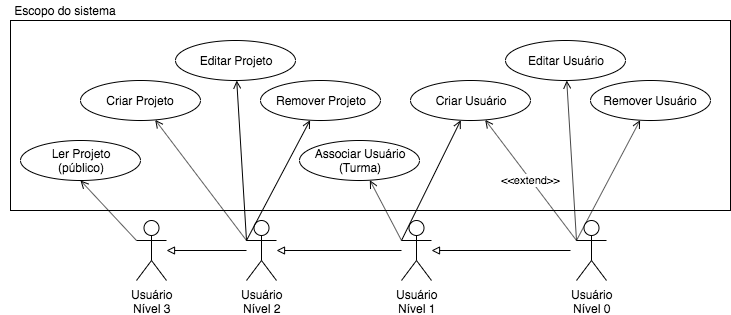 Escopo do sistema
Editar Projeto
Editar Usuário
Criar Projeto
Remover Projeto
Criar Usuário
Remover Usuário
Ler Projeto
(público)
Associar Usuário
(Turma)
<<extend>>
Usuário
Nível 3
Usuário
Nível 2
Usuário
Nível 1
Usuário
Nível 0